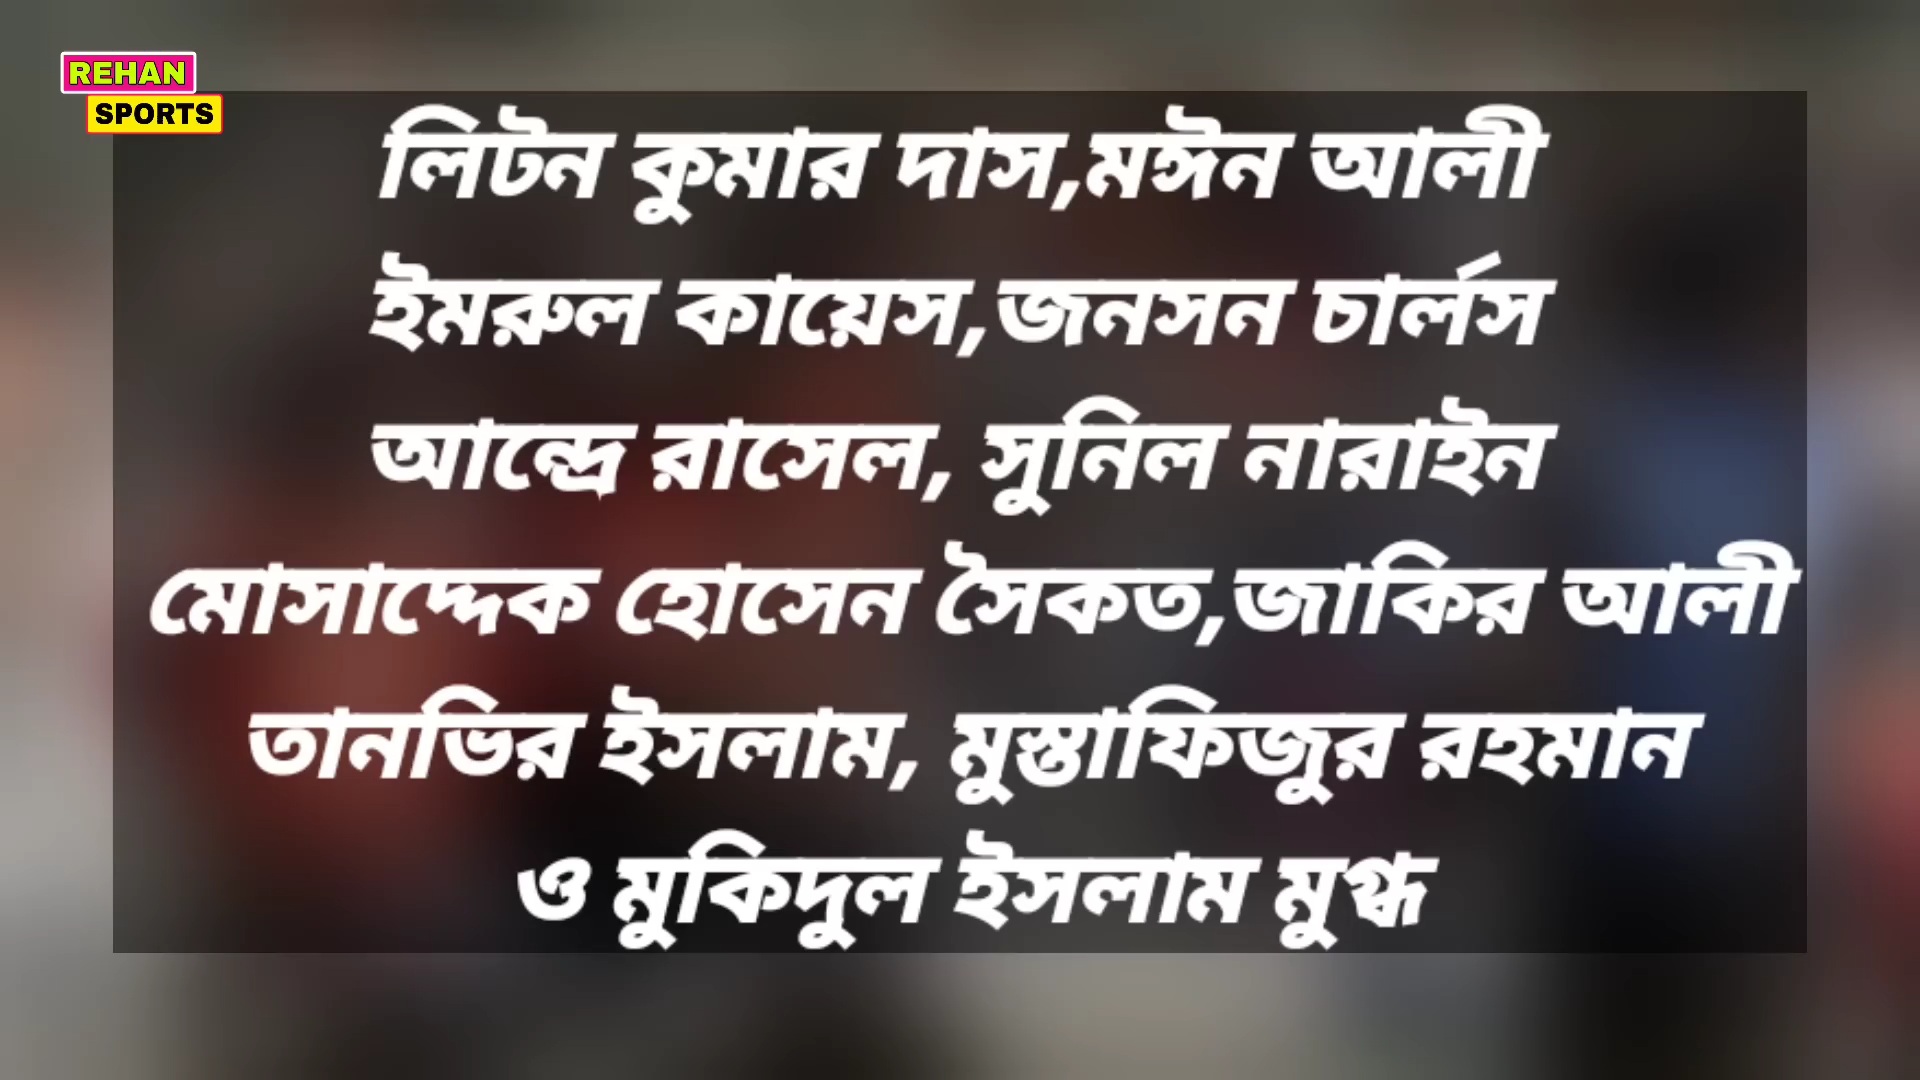 REHAN
SPORTS
লিটন কুমার দাস,মঈন আলী
ইমরুল কায়েস,জনসন চার্লস
আন্দ্রে রাসেল, সুনিল নারাইন
মোসাদ্দেক হোসেন সৈকত,জাকির আলী
তানভির ইসলাম, মুস্তাফিজুর রহমান
ও মুকিদুল ইসলাম মুগ্ধ